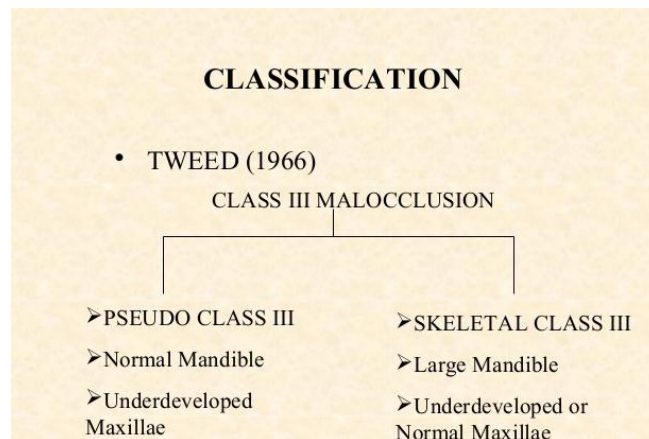 CLASSIFICATION
• TWEED (1966)
CLASS III MALOCCLUSION
➢PSEUDO CLASS III
➢Normal Mandible
➢Underdeveloped
Maxillae
➢SKELETAL CLASS III
➢Large Mandible
➢Underdeveloped or
Normal Maxillae